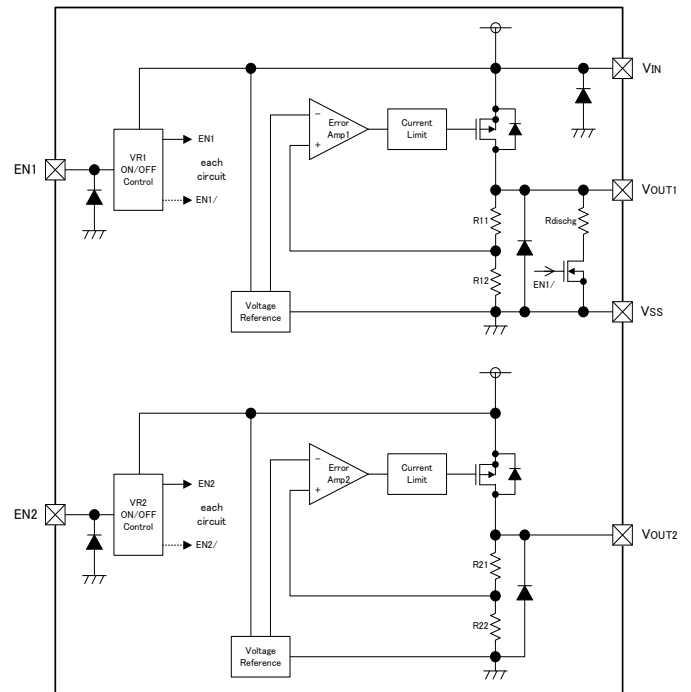 VIN
EN1
VR1
ON/OFF
Control
EN1
each
circuit
EN1/
−
+
Error
Amp1
Current
Limit
VOUT1
R11
Rdischg
R12
EN1/
Voltage
Reference
VSS
EN2
VR2
ON/OFF
Control
EN2
each
circuit
EN2/
−
+
Error
Amp2
Current
Limit
VOUT2
R21
R22
Voltage
Reference